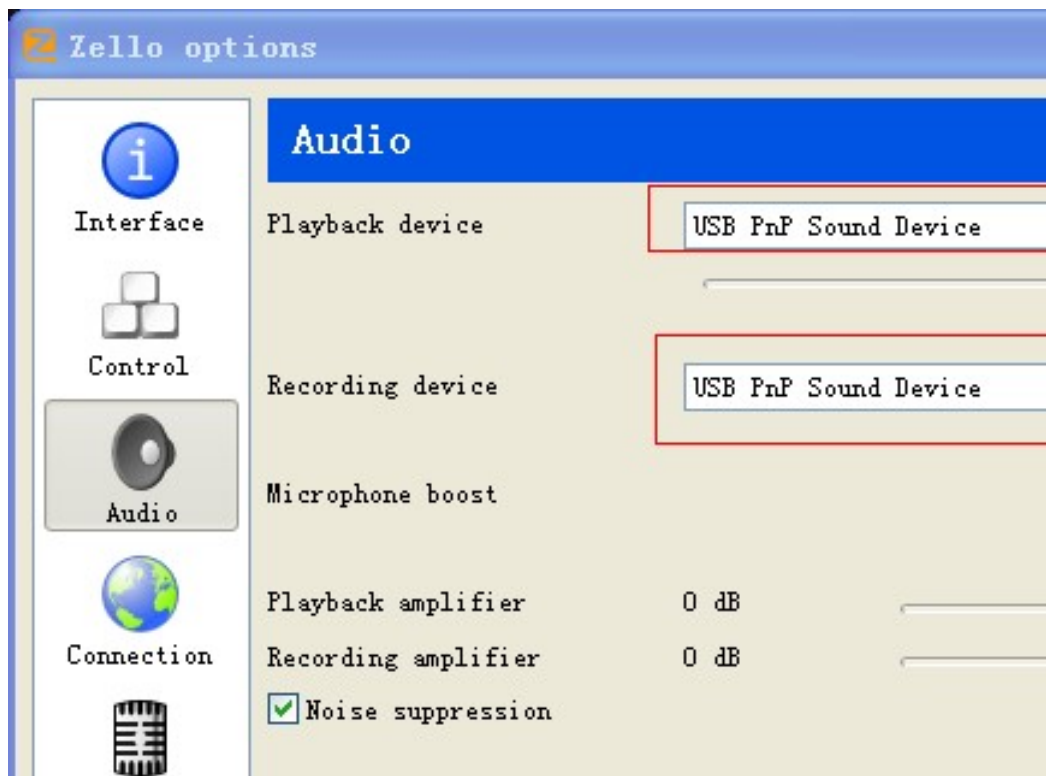 Zello options
Audio
Interface
Playback device
USB PnP Sound Device
Control
Recording device
USB PnP Sound Device
Audio
Microphone boost
Connection
Playback amplifier 0 dB
Recording amplifier 0 dB
Noise suppression